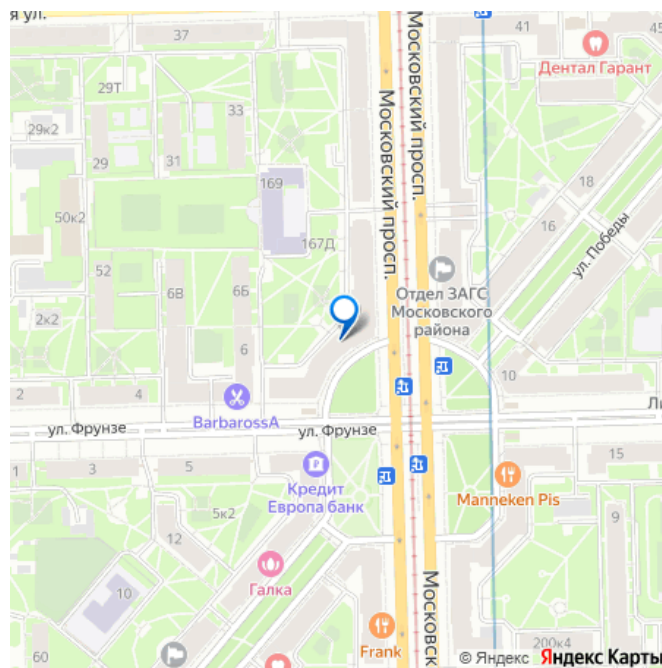 я ул.
37
41
45
Дентал Гарант
29Т
Московский просп.
Московский просп.
33
29к2
29
31
18
169
50к2
16
ул. Победы
167Д
52
6В
6Б
Отдел ЗАГС
Московского
района
2к2
6
10
2
4
BarbarossA
Ли
ул. Фрунзе
ул. Фрунзе
1
3
5
15
Кредит
Европа банк
Manneken Pis
5к2
9
12
Галка
10
Московск
60
Frank
200к4
© Яндекс Яндекс Карты